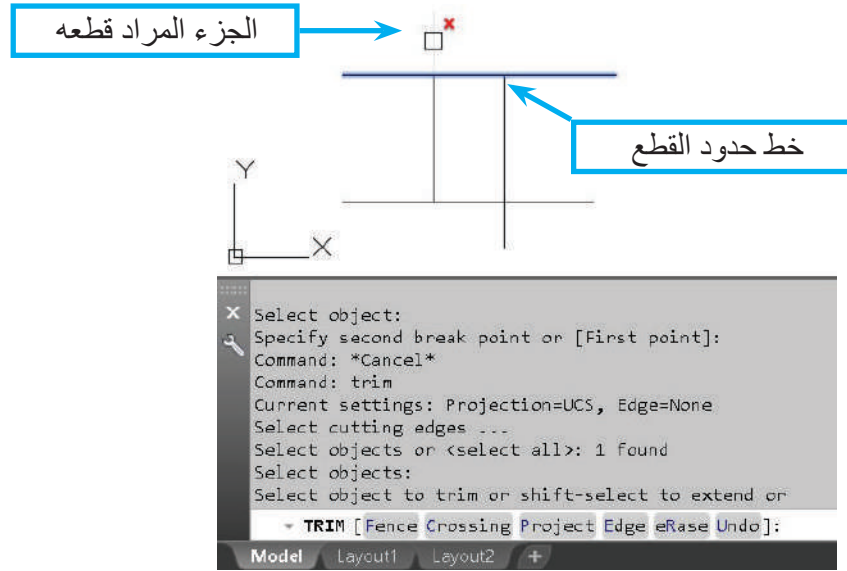 الجزء المراد قطعه
خط حدود القطع
Y
X
Select object:
Specify second break point or [First point]:
Command: *Cancel*
Command: trim
Current settings: Projection=UCS, Edge=None
Select cutting edges ...
Select objects or <select all>: 1 found
Select objects:
Select object to trim or shift-select to extend or
TRIM [Fence Crossing Project Edge eRase Undo]:
Model Layout1 Layout2 +